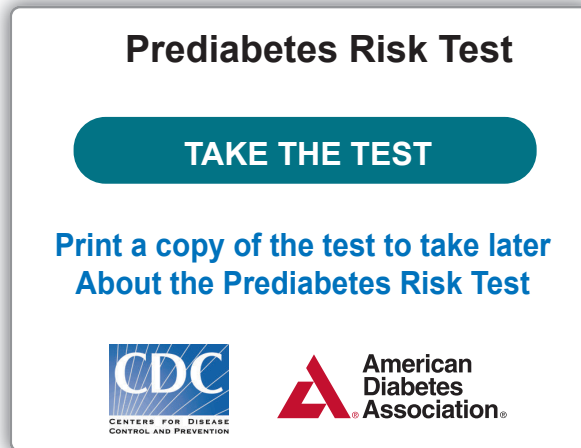 Prediabetes Risk Test
TAKE THE TEST
Print a copy of the test to take later
About the Prediabetes Risk Test
CDC
CENTERS FOR DISEASE
CONTROL AND PREVENTION
American
Diabetes
Association®